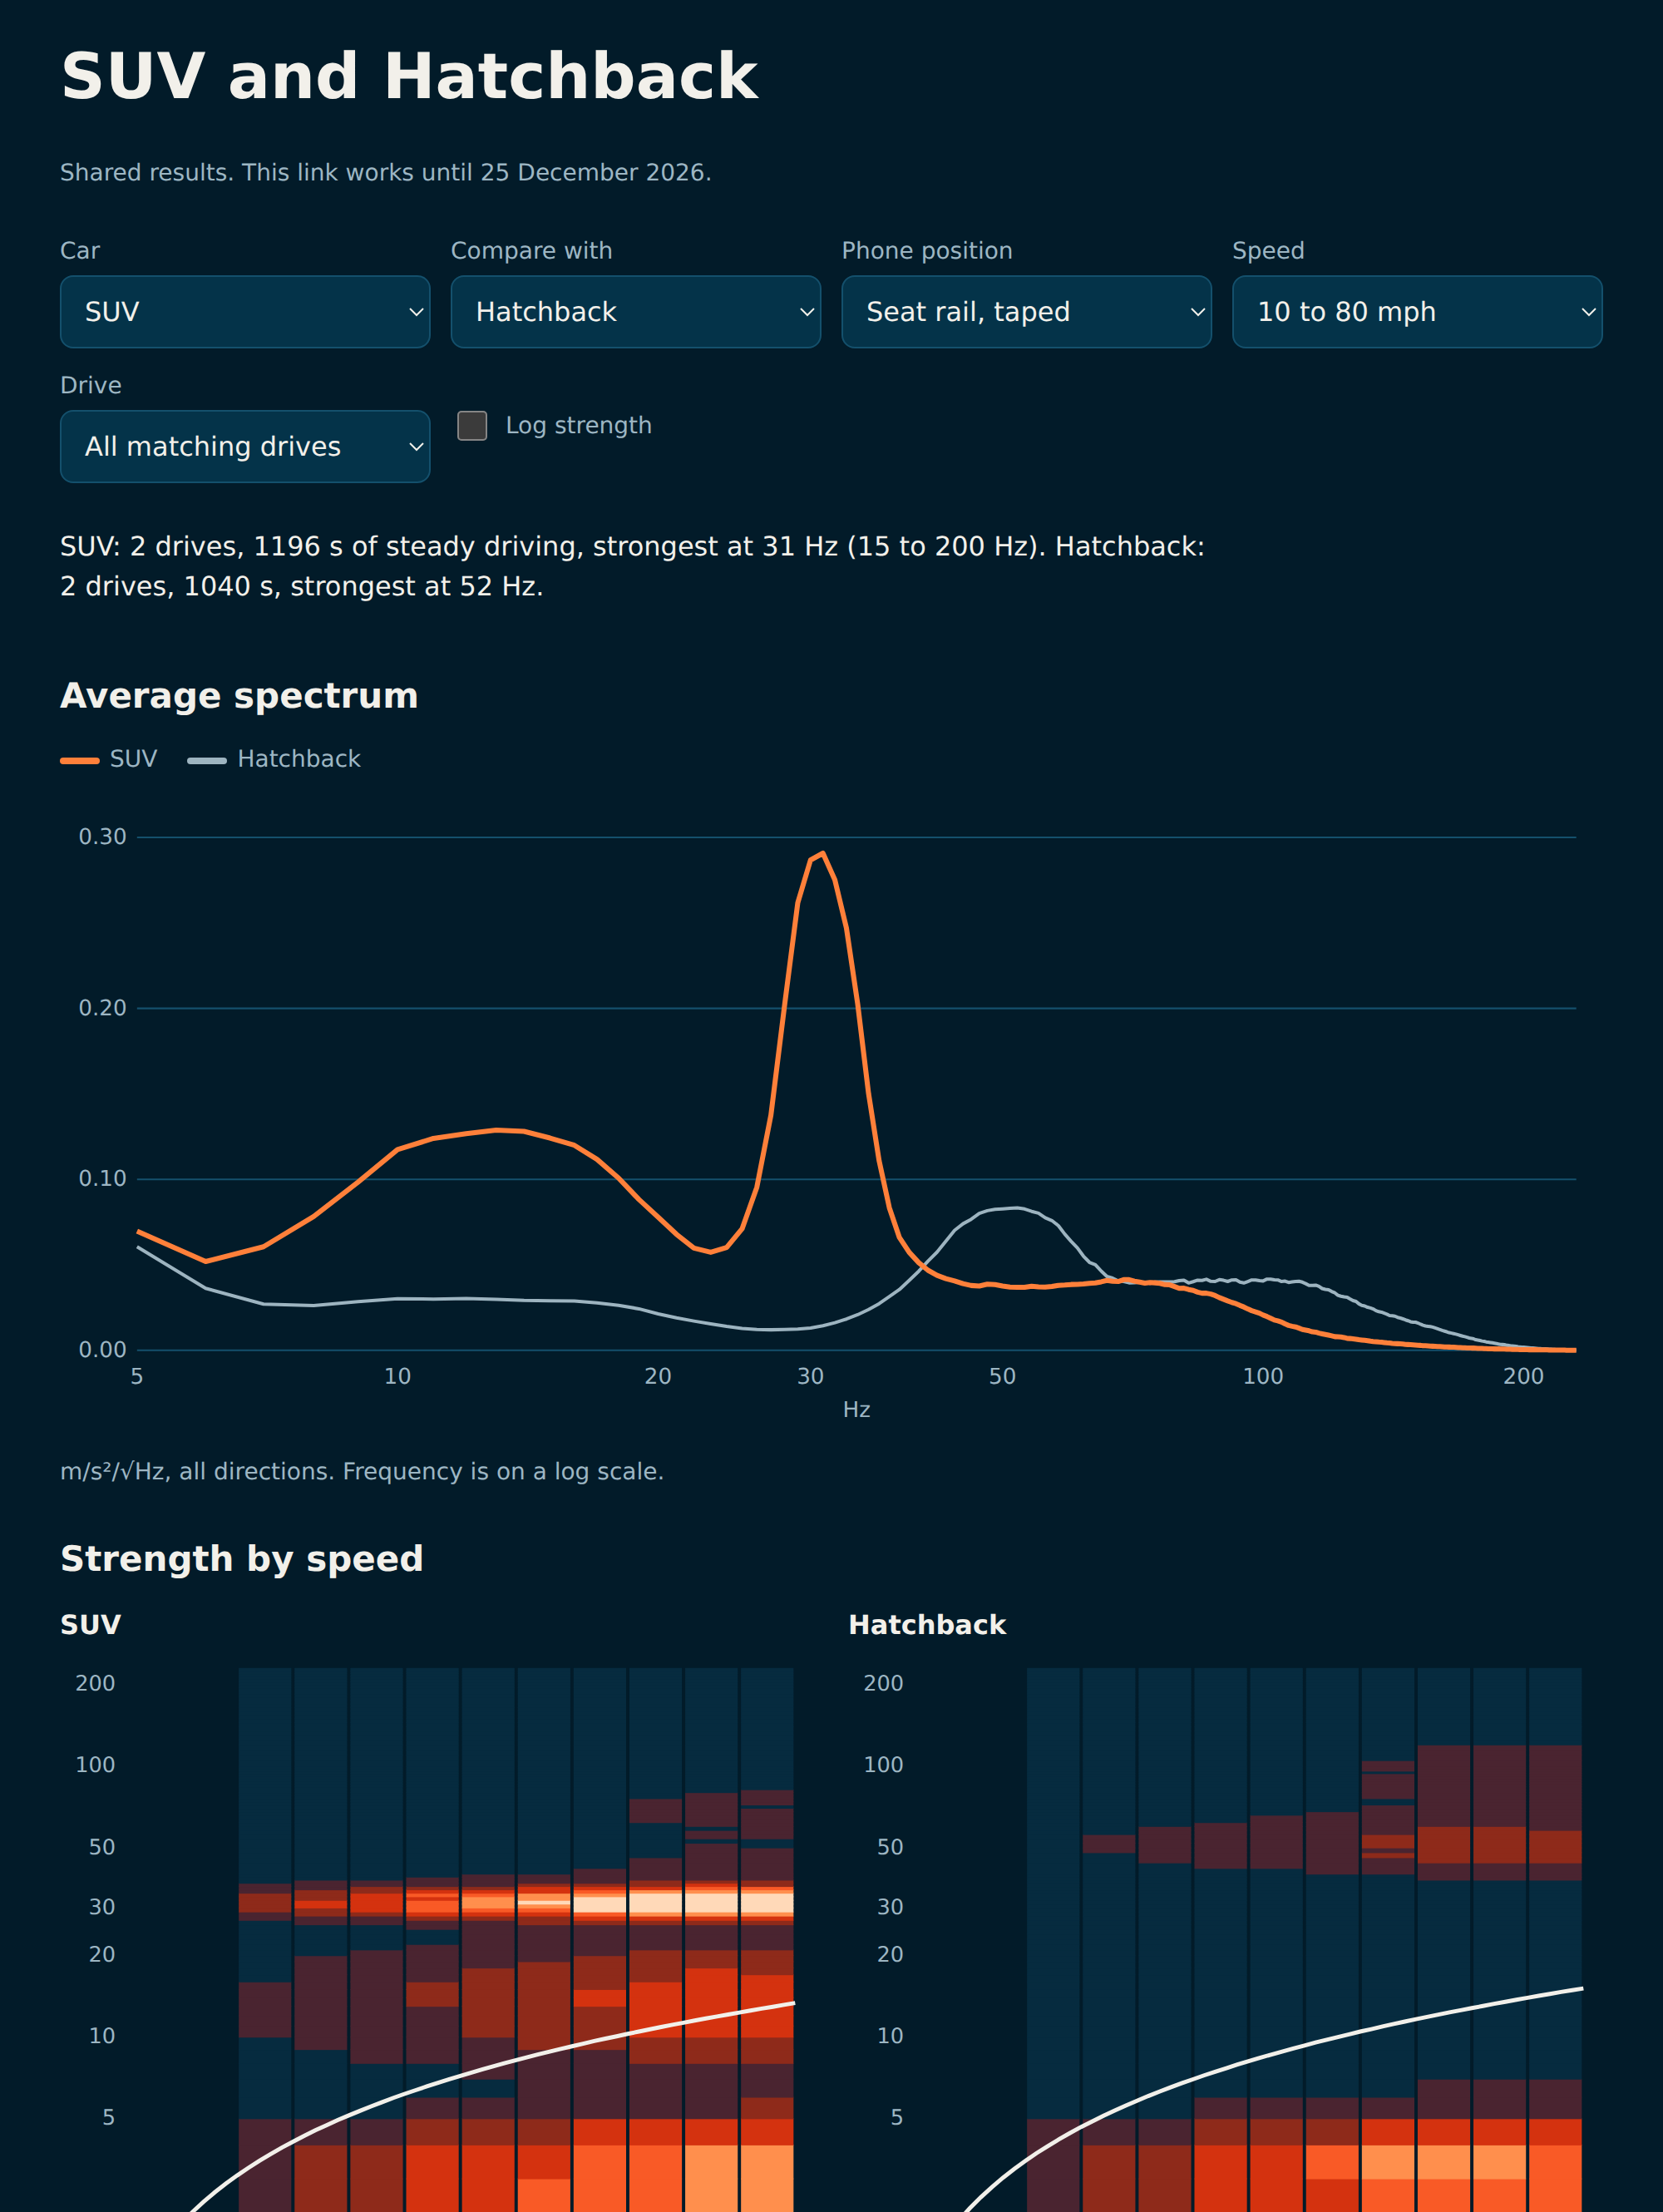 SUV and Hatchback
Shared results. This link works until 25 December 2026.
Car
Compare with
Phone position
Speed
SUV
Hatchback
Seat rail, taped
10 to 80 mph
Drive
All matching drives
Log strength
SUV: 2 drives, 1196 s of steady driving, strongest at 31 Hz (15 to 200 Hz). Hatchback:
2 drives, 1040 s, strongest at 52 Hz.
Average spectrum
SUV
Hatchback
0.30
0.20
0.10
0.00
5 10 20 30 50 100 200
Hz
m/s²/√Hz, all directions. Frequency is on a log scale.
Strength by speed
SUV
200
100
50
30
20
10
5
Hatchback
200
100
50
30
20
10
5